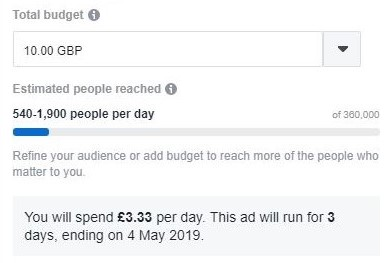 Total budget
10.00 GBP
Estimated people reached
540-1,900 people per day
of 360,000
Refine your audience or add budget to reach more of the people who
matter to you.
You will spend £3.33 per day. This ad will run for 3
days, ending on 4 May 2019.